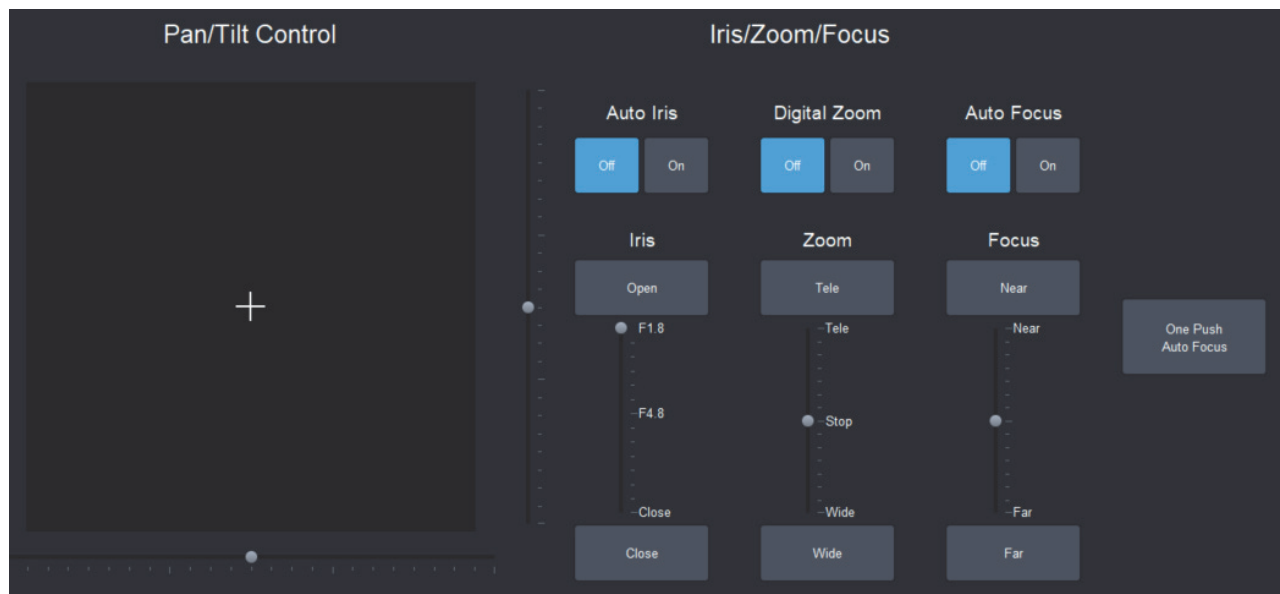 Pan/Tilt Control
Iris/Zoom/Focus
Auto Iris
Digital Zoom
Auto Focus
Off
On
Off
On
Off
On
Iris
Zoom
Focus
Open
Tele
Near
F1.8
Tele
Near
One Push
Auto Focus
F4.8
Stop
Close
Wide
Far
Close
Wide
Far